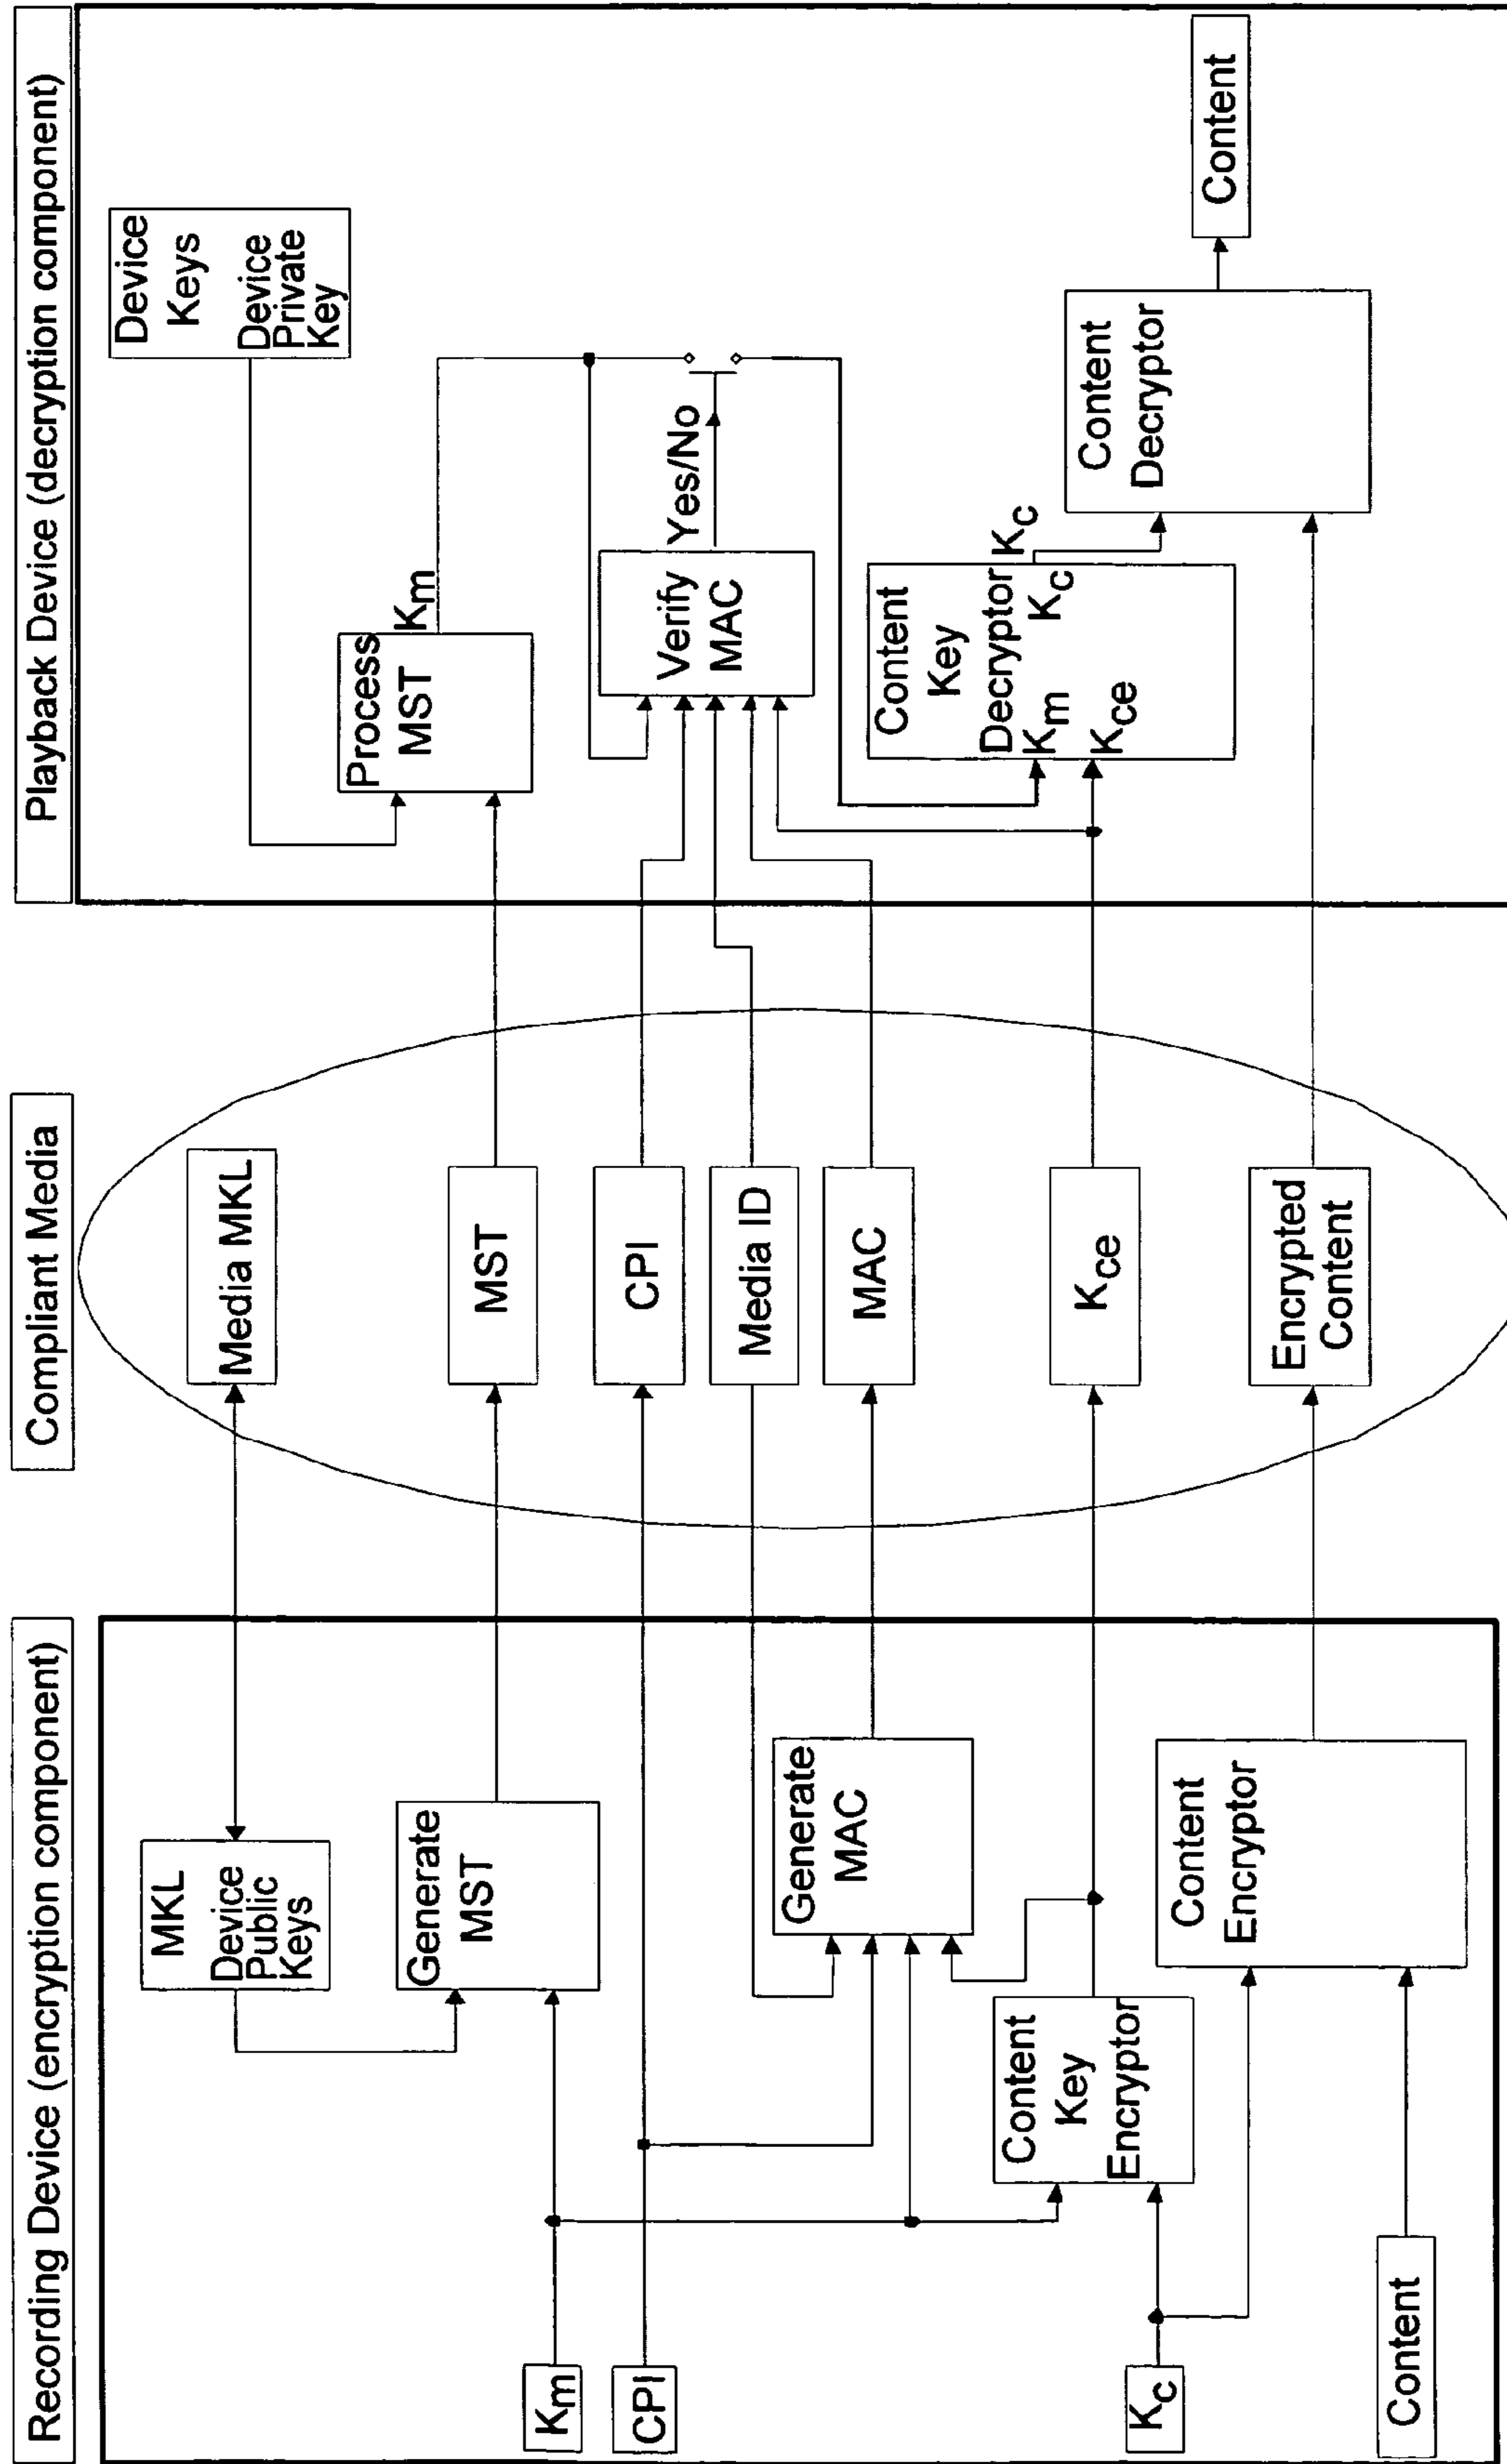 Recording Device (encryption component)
MKL
Device
Public
Keys
Generate
MST
Km
CPI
Generate
MAC
Content
Key
Encryptor
Kc
Content
Encryptor
Content
Compliant Media
Media MKL
MST
CPI
Media ID
MAC
Kce
Encrypted
Content
Playback Device (decryption component)
Device
Keys
Device
Private
Key
Process
MST
Km
Verify
MAC
Yes/No
Content
Key
Decryptor
Km
Kc
Kce
Kc
Content
Decryptor
Content